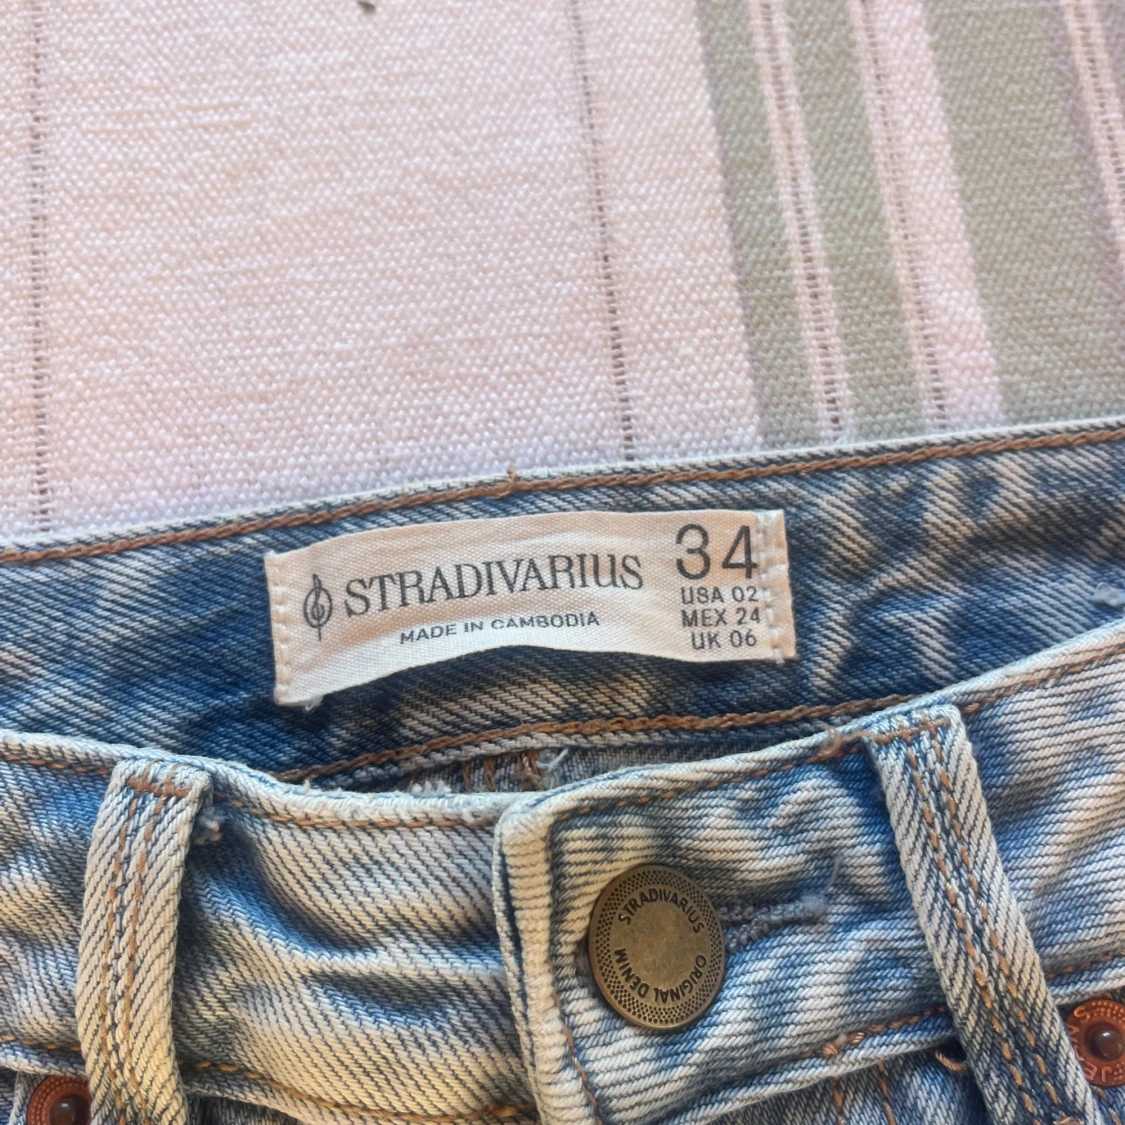 STRADIVARIUS
MADE IN CAMBODIA
34
USA 02
MEX 24
UK 06
STRADIVARIUS
ORIGINAL DENIM